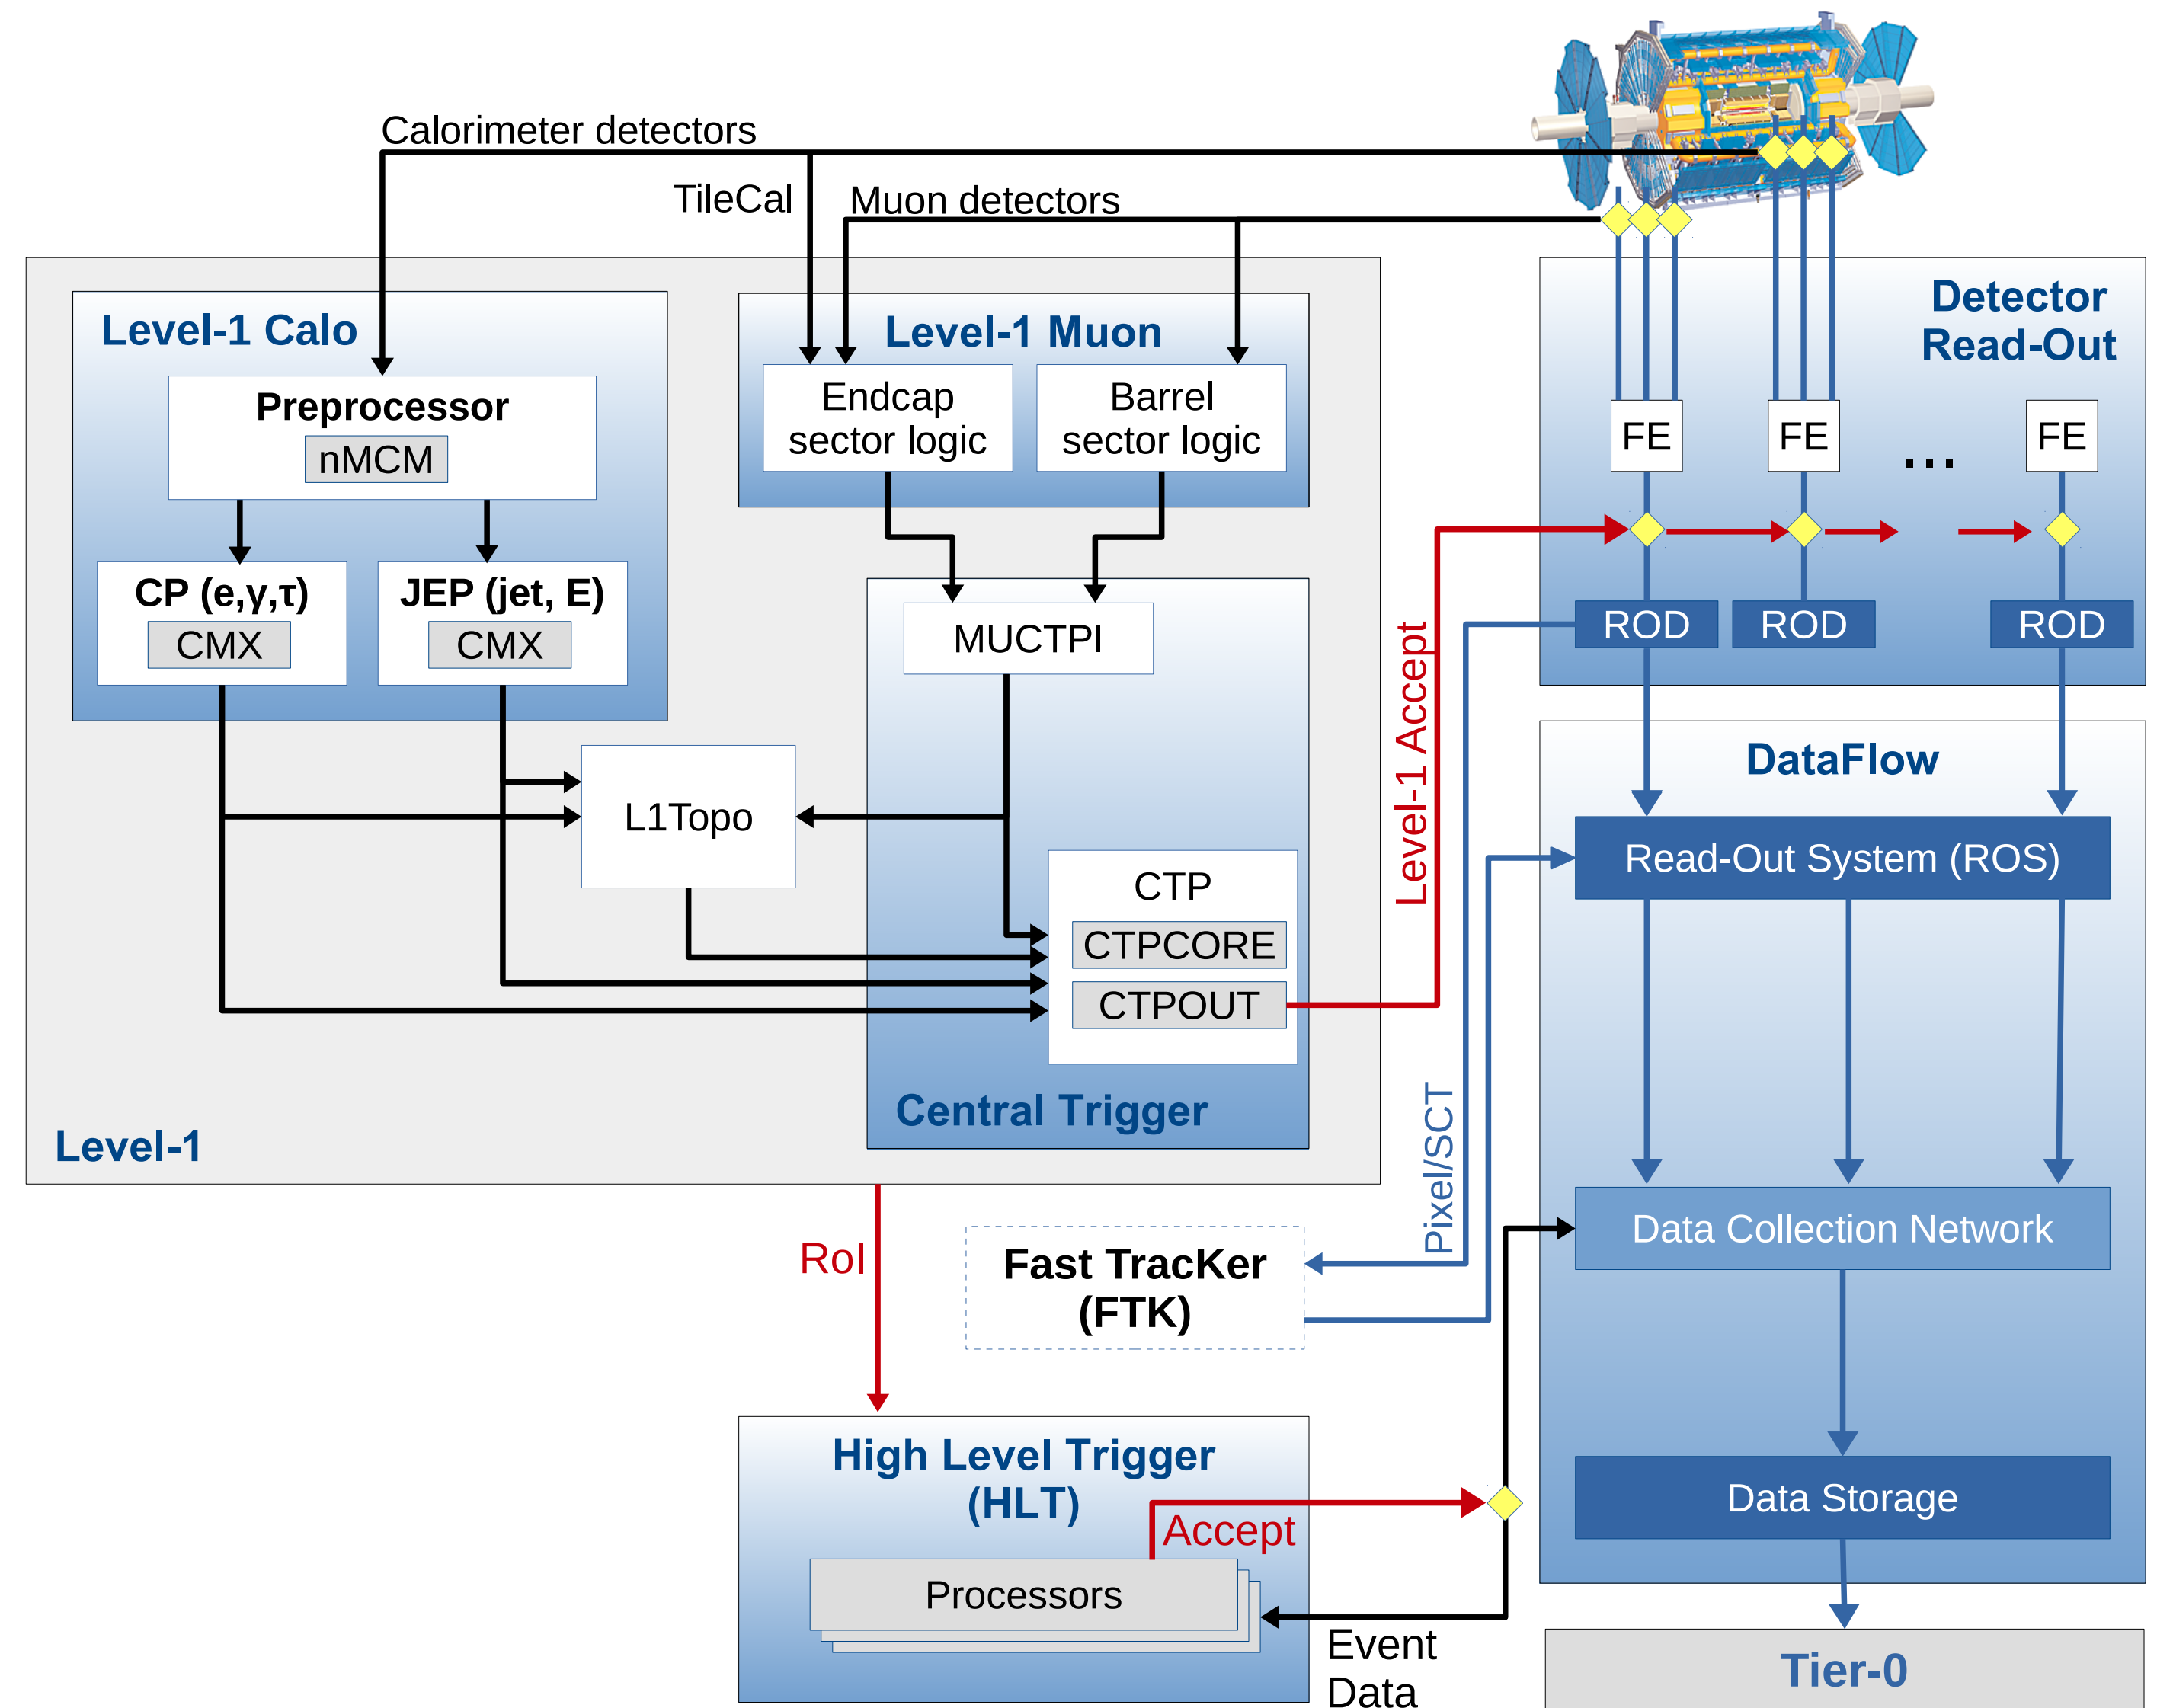 Calorimeter detectors
TileCal
Muon detectors
Level-1 Calo
Preprocessor
nMCM
CP (e,γ,τ)
CMX
JEP (jet, E)
CMX
Level-1 Muon
Endcap
sector logic
Barrel
sector logic
MUCTPI
L1Topo
CTP
CTPCORE
CTPOUT
Central Trigger
Level-1
Level-1 Accept
Detector
Read-Out
FE
FE
...
FE
ROD
ROD
ROD
DataFlow
Read-Out System (ROS)
Data Collection Network
Data Storage
Tier-0
Pixel/SCT
RoI
Fast TracKer
(FTK)
High Level Trigger
(HLT)
Accept
Processors
Event
Data